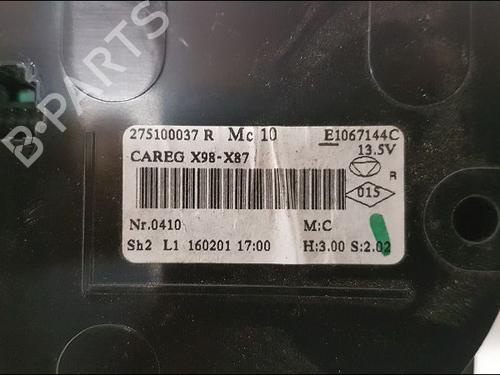 B-PARTS
275100037 R Mc 10 E1067144C
CAREG X98-X87 13.5V
R
015
Nr.0410 M:C
Sh2 L1 160201 17:00 H:3.00 S:2.02